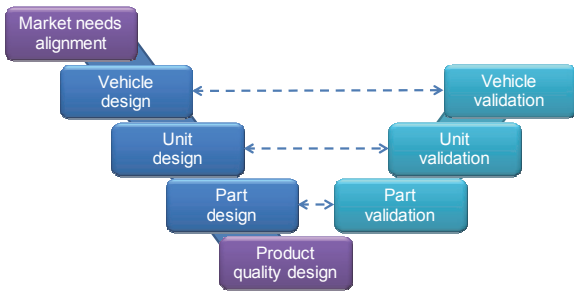 Market needs
alignment
Vehicle
design
Vehicle
validation
Unit
design
Unit
validation
Part
design
Part
validation
Product
quality design